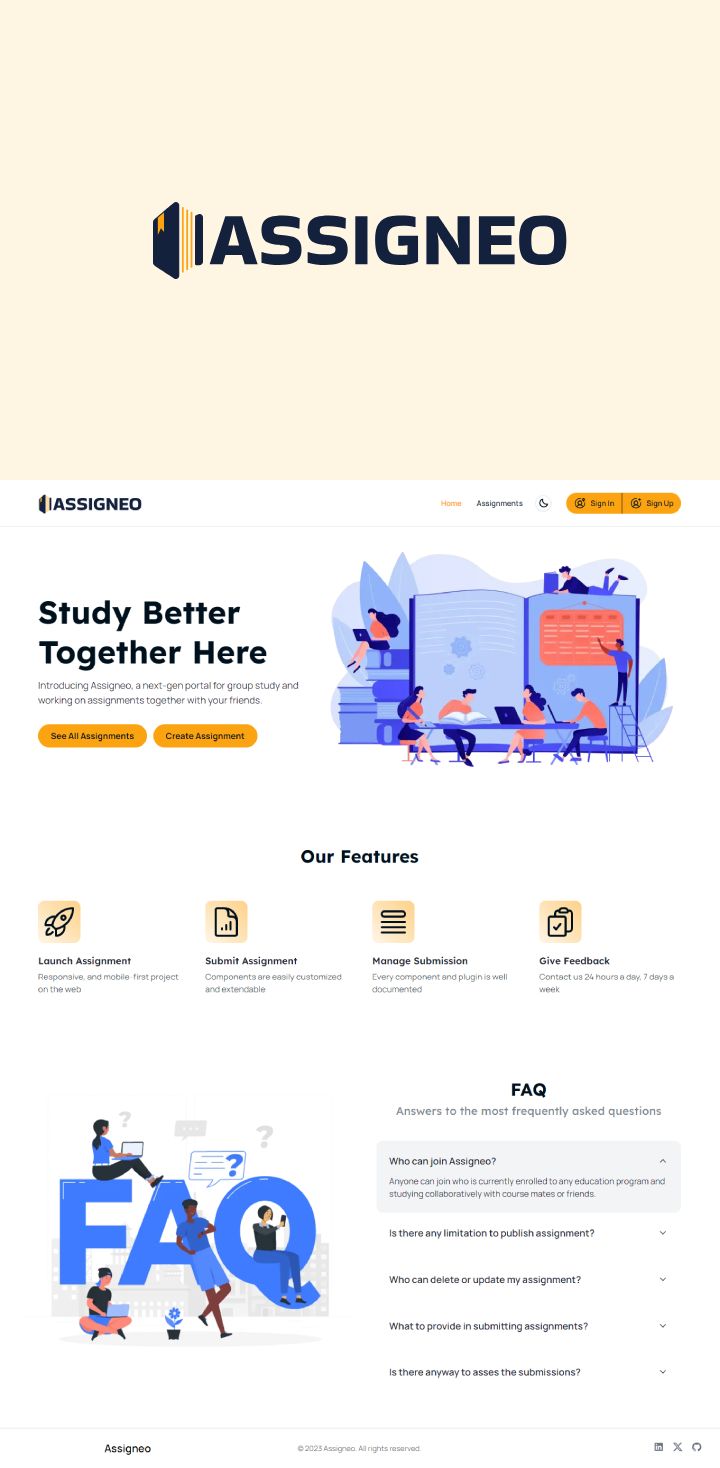 ASSIGNEO
ASSIGNEO
Home Assignments Sign In Sign Up
Study Better
Together Here
Introducing Assigneo, a next-gen portal for group study and
working on assignments together with your friends.
See All Assignments Create Assignment
Our Features
Launch Assignment
Responsive, and mobile-first project
on the web
Submit Assignment
Components are easily customized
and extendable
Manage Submission
Every component and plugin is well
documented
Give Feedback
Contact us 24 hours a day, 7 days a
week
? ?
?
FAQ
FAQ
Answers to the most frequently asked questions
Who can join Assigneo?
Anyone can join who is currently enrolled to any education program and
studying collaboratively with course mates or friends.
Is there any limitation to publish assignment?
Who can delete or update my assignment?
What to provide in submitting assignments?
Is there anyway to asses the submissions?
Assigneo
© 2023 Assigneo. All rights reserved.